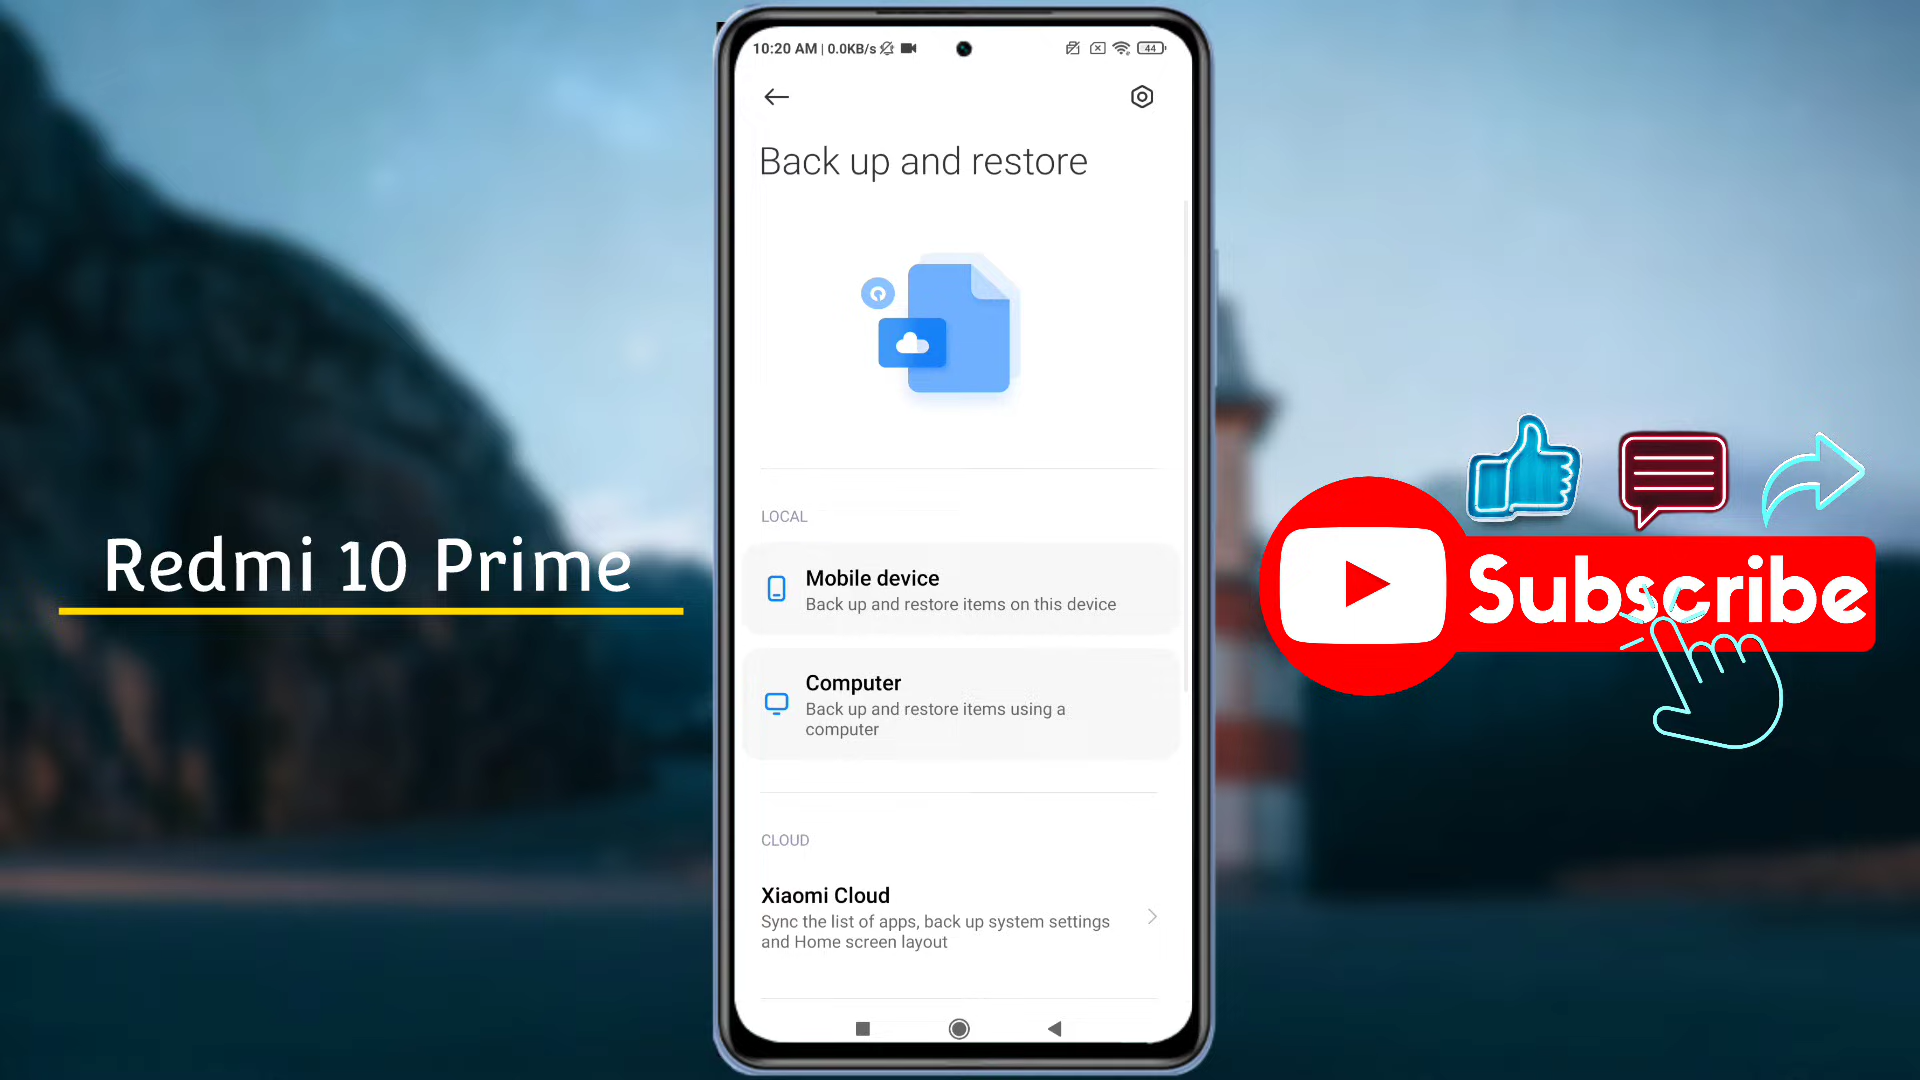 10:20 AM | 0.0KB/s
44
Back up and restore
LOCAL
Mobile device
Back up and restore items on this device
Computer
Back up and restore items using a
computer
CLOUD
Xiaomi Cloud
Sync the list of apps, back up system settings
and Home screen layout
Redmi 10 Prime
Subscribe